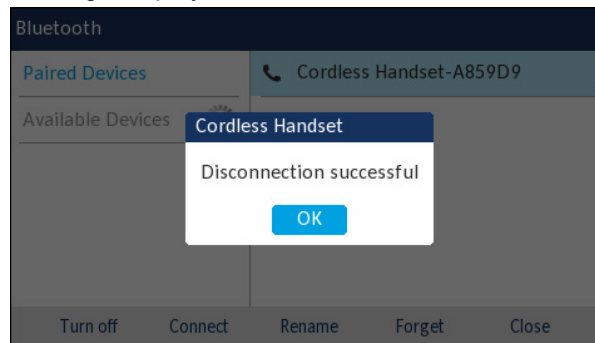 Bluetooth
Paired Devices
Cordless Handset-A859D9
Available Devices
Cordless Handset
Disconnection successful
OK
Turn off Connect Rename Forget Close